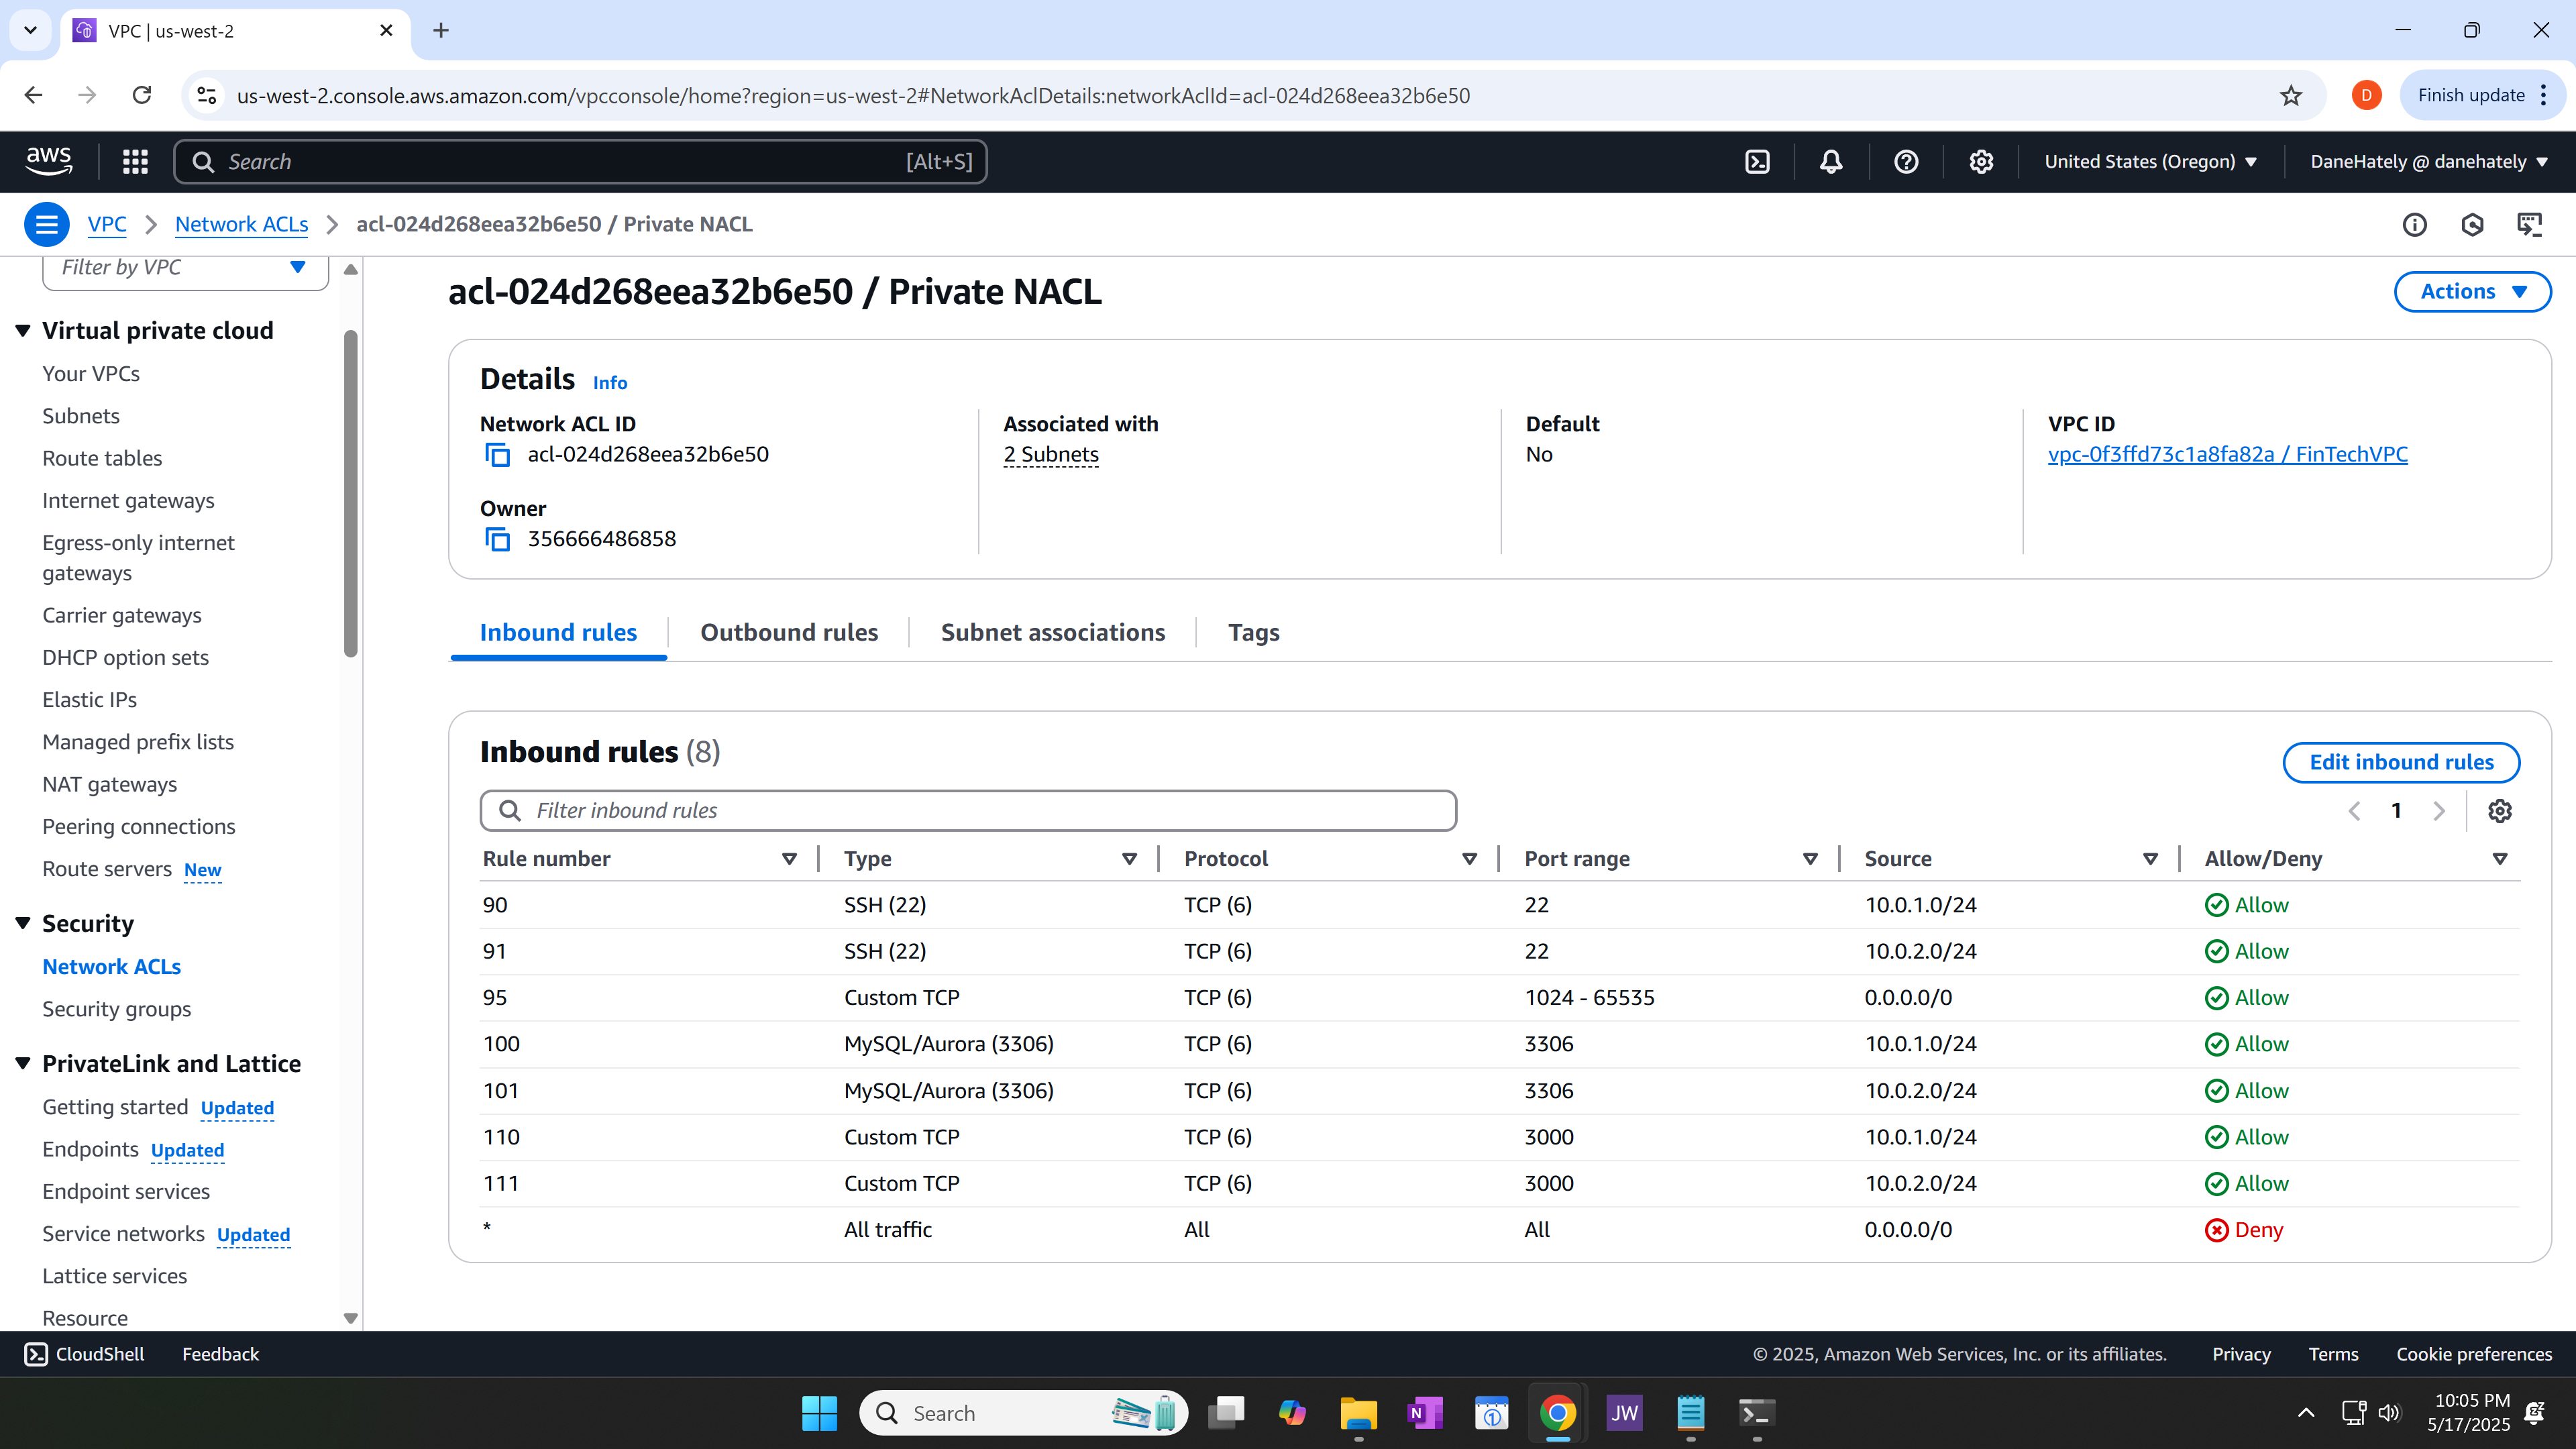 VPC | us-west-2
us-west-2.console.aws.amazon.com/vpcconsole/home?region=us-west-2#NetworkAclDetails:networkAclId=acl-024d268eea32b6e50
D
Finish update
aws
Search
[Alt+S]
United States (Oregon)
DaneHately @ danehately
VPC
Network ACLs
acl-024d268eea32b6e50 / Private NACL
Filter by VPC
Virtual private cloud
Your VPCs
Subnets
Route tables
Internet gateways
Egress-only internet
gateways
Carrier gateways
DHCP option sets
Elastic IPs
Managed prefix lists
NAT gateways
Peering connections
Route servers New
Security
Network ACLs
Security groups
PrivateLink and Lattice
Getting started Updated
Endpoints Updated
Endpoint services
Service networks Updated
Lattice services
Resource
acl-024d268eea32b6e50 / Private NACL
Actions
Details Info
Network ACL ID
acl-024d268eea32b6e50
Associated with
2 Subnets
Default
No
VPC ID
vpc-0f3ffd73c1a8fa82a / FinTechVPC
Owner
356666486858
Inbound rules
Outbound rules
Subnet associations
Tags
Inbound rules (8)
Edit inbound rules
Filter inbound rules
1
Rule number Type Protocol Port range Source Allow/Deny
90 SSH (22) TCP (6) 22 10.0.1.0/24 Allow
91 SSH (22) TCP (6) 22 10.0.2.0/24 Allow
95 Custom TCP TCP (6) 1024 - 65535 0.0.0.0/0 Allow
100 MySQL/Aurora (3306) TCP (6) 3306 10.0.1.0/24 Allow
101 MySQL/Aurora (3306) TCP (6) 3306 10.0.2.0/24 Allow
110 Custom TCP TCP (6) 3000 10.0.1.0/24 Allow
111 Custom TCP TCP (6) 3000 10.0.2.0/24 Allow
* All traffic All All 0.0.0.0/0 Deny
CloudShell
Feedback
© 2025, Amazon Web Services, Inc. or its affiliates.
Privacy
Terms
Cookie preferences
Search
N
1
JW
10:05 PM
5/17/2025